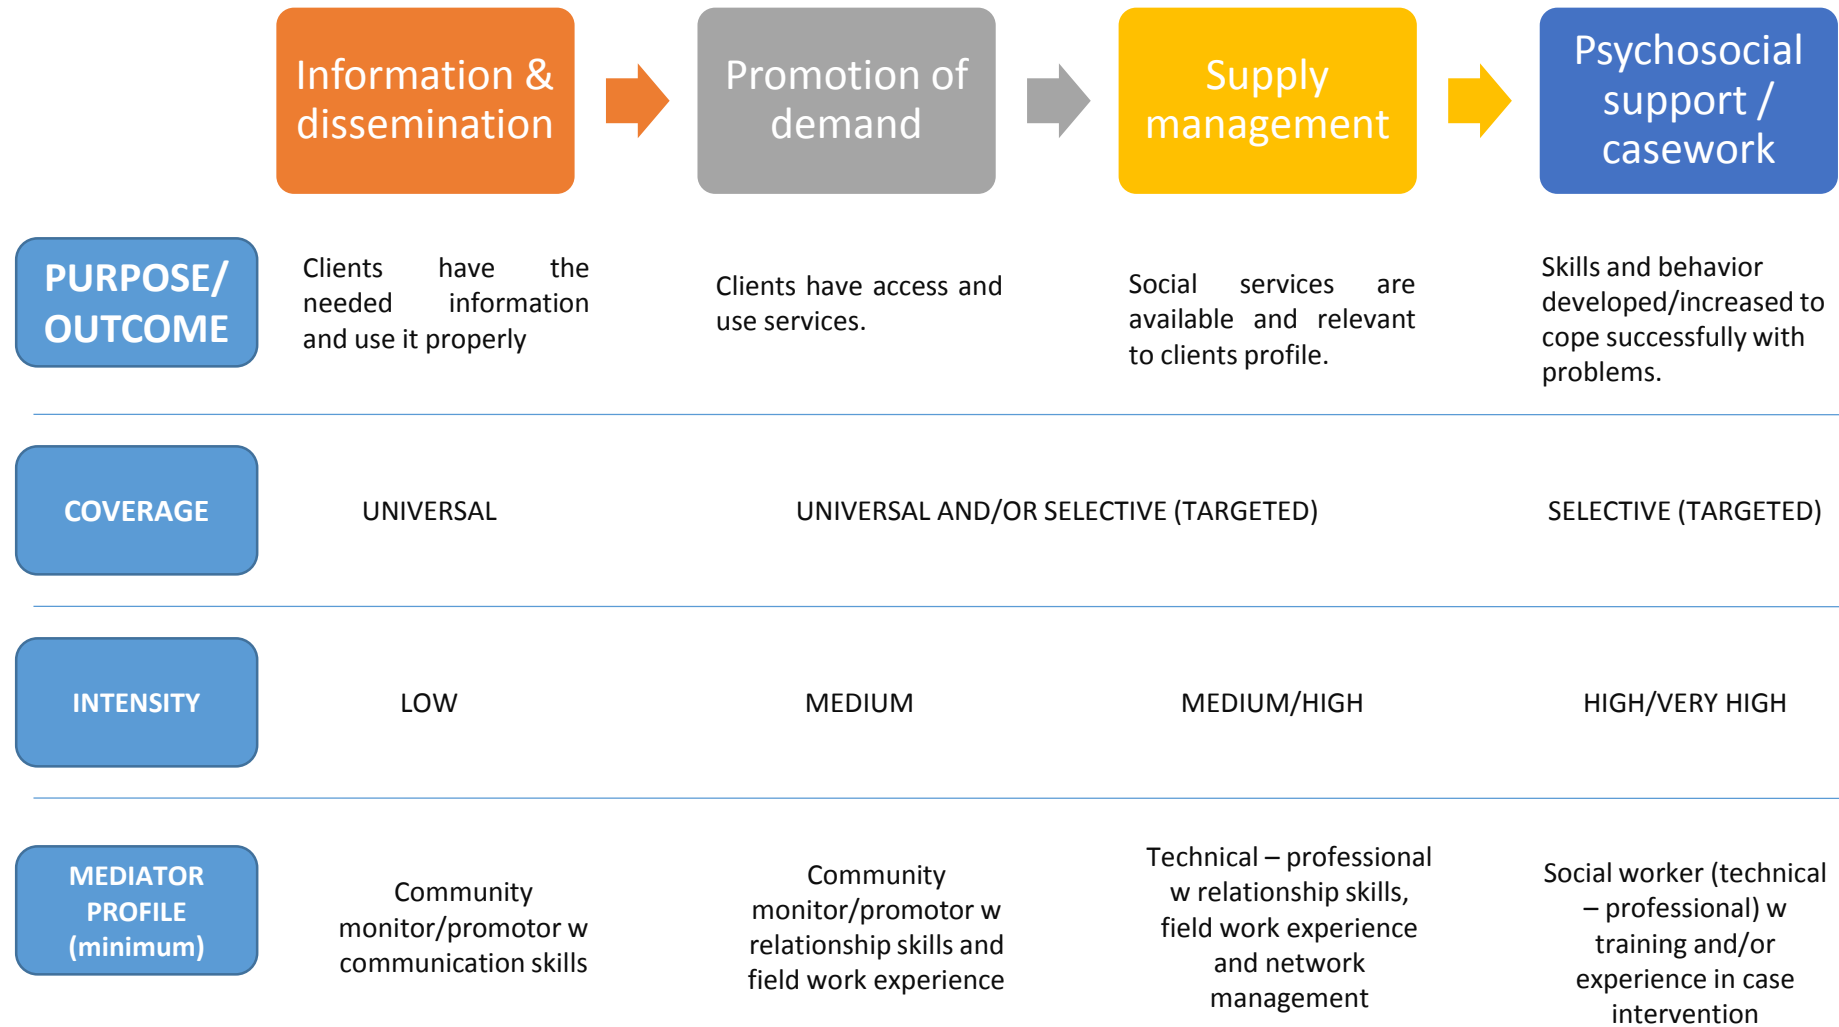 Information &
dissemination
Promotion of
demand
Supply
management
Psychosocial
support /
casework
PURPOSE/
OUTCOME
Clients have the
needed information
and use it properly
Clients have access and
use services.
Social services are
available and relevant
to clients profile.
Skills and behavior
developed/increased to
cope successfully with
problems.
COVERAGE
UNIVERSAL
UNIVERSAL AND/OR SELECTIVE (TARGETED)
SELECTIVE (TARGETED)
INTENSITY
LOW
MEDIUM
MEDIUM/HIGH
HIGH/VERY HIGH
MEDIATOR
PROFILE
(minimum)
Community
monitor/promotor w
communication skills
Community
monitor/promotor w
relationship skills and
field work experience
Technical – professional
w relationship skills,
field work experience
and network
management
Social worker (technical
– professional) w
training and/or
experience in case
intervention